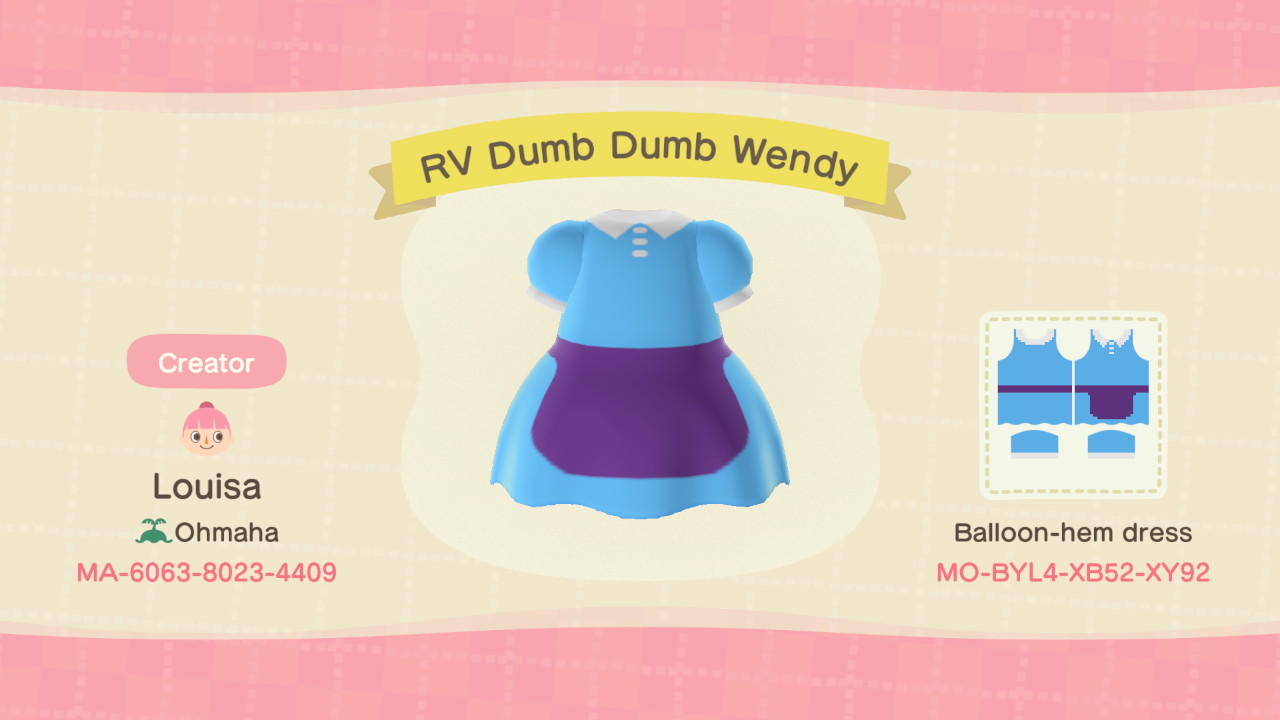 RV Dumb Dumb Wendy
Creator
Louisa
Ohmaha
MA-6063-8023-4409
Balloon-hem dress
MO-BYL4-XB52-XY92